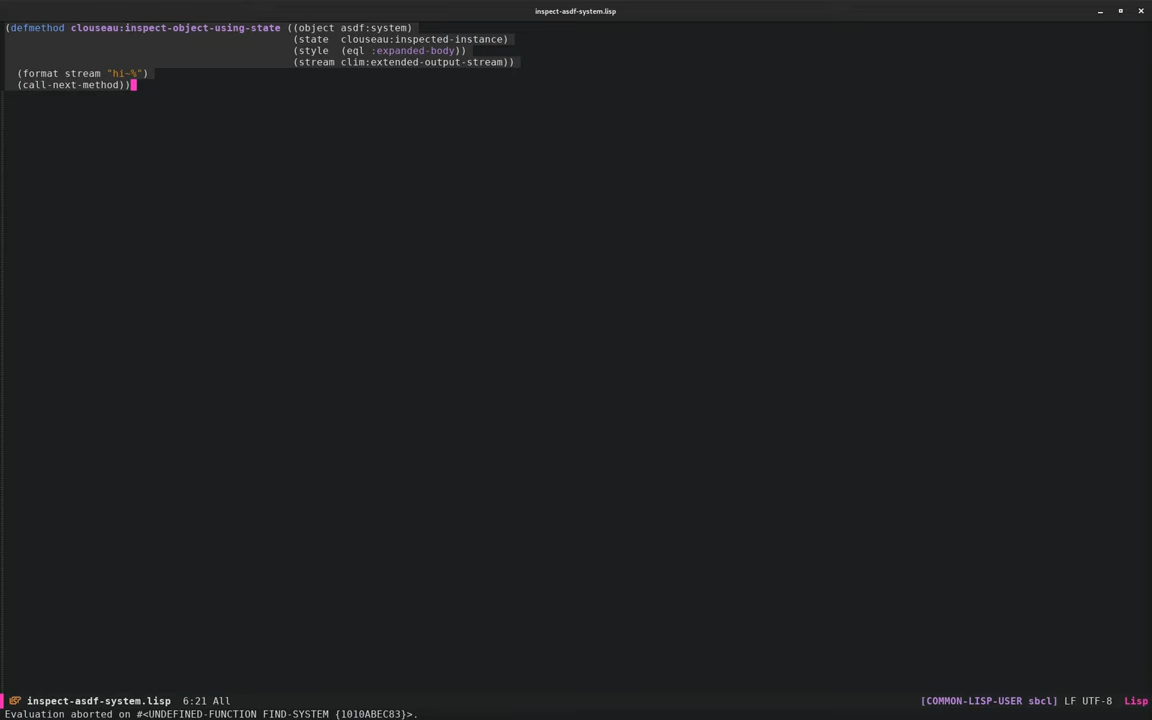 inspect-asdf-system.lisp
(defmethod clouseau:inspect-object-using-state ((object asdf:system)
(state  clouseau:inspected-instance)
(style  (eql :expanded-body))
(stream clim:extended-output-stream))
(format stream "hi~%")
(call-next-method))
inspect-asdf-system.lisp  6:21 All
[COMMON-LISP-USER sbcl] LF UTF-8  Lisp
Evaluation aborted on #<UNDEFINED-FUNCTION FIND-SYSTEM {1010ABEC83}>.